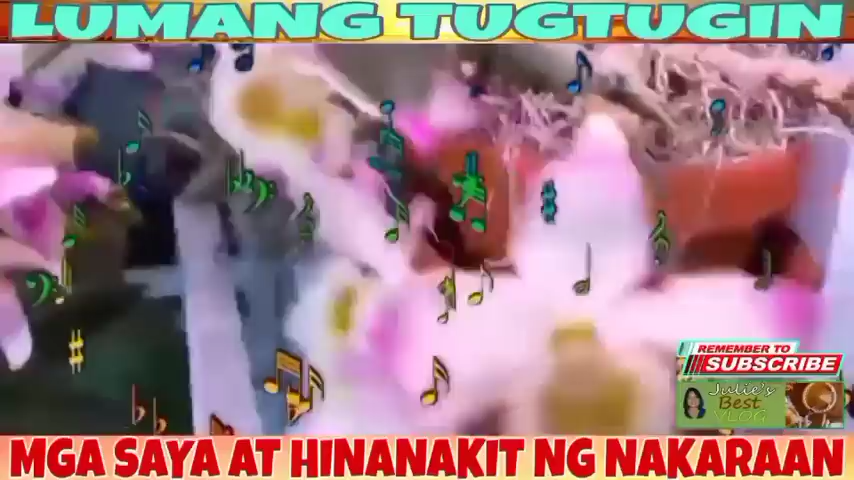 LUMANG TUGTUGIN
REMEMBER TO
SUBSCRIBE
Julie's
Best
VLOG
MGA SAYA AT HINANAKIT NG NAKARAAN